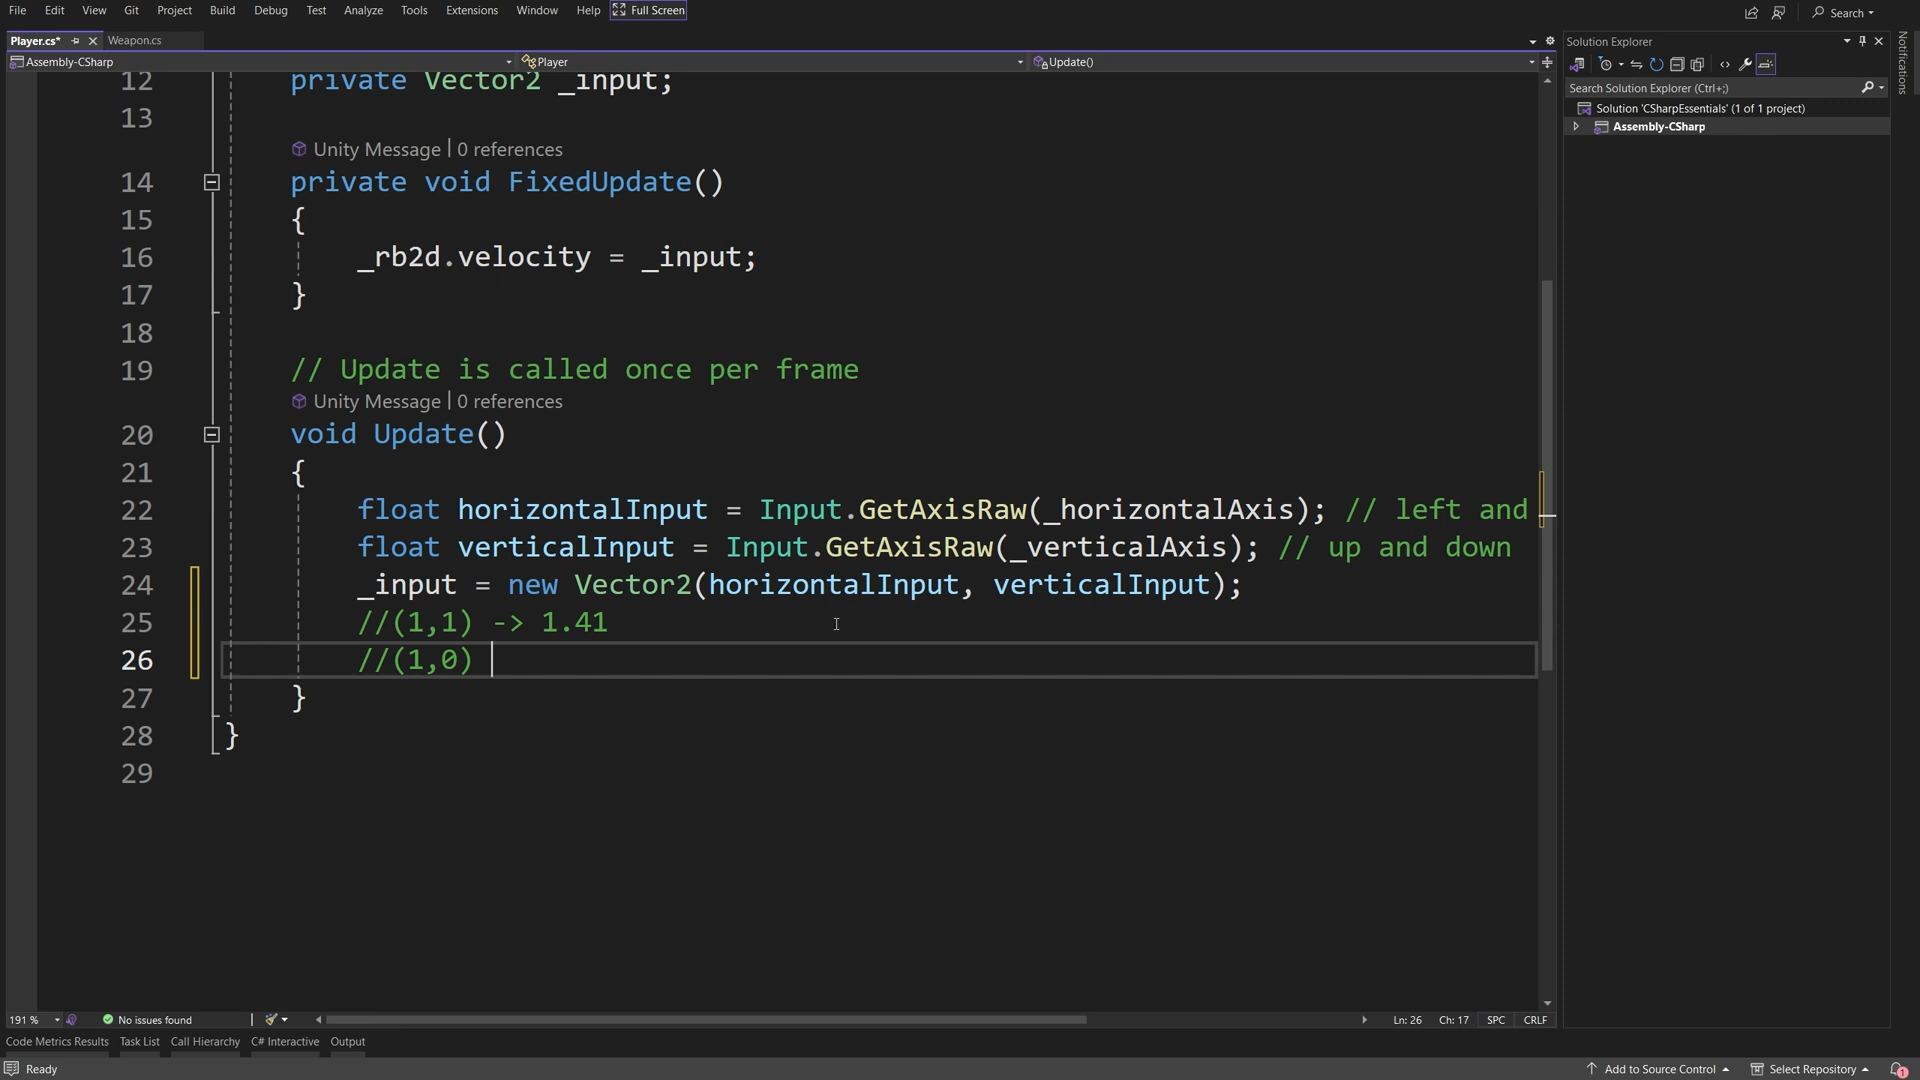 File Edit View Git Project Build Debug Test Analyze Tools Extensions Window Help Full Screen Search
Player.cs* Weapon.cs
Assembly-CSharp Player Update()
12 private Vector2 _input;
13
Unity Message | 0 references
14 private void FixedUpdate()
15 {
16 _rb2d.velocity = _input;
17 }
18
19 // Update is called once per frame
Unity Message | 0 references
20 void Update()
21 {
22 float horizontalInput = Input.GetAxisRaw(_horizontalAxis); // left and
23 float verticalInput = Input.GetAxisRaw(_verticalAxis); // up and down
24 _input = new Vector2(horizontalInput, verticalInput);
25 //(1,1) -> 1.41
26 //(1,0)
27 }
28 }
29
Solution Explorer
Search Solution Explorer (Ctrl+;)
Solution 'CSharpEssentials' (1 of 1 project)
Assembly-CSharp
Notifications
191 % No issues found Ln: 26 Ch: 17 SPC CRLF
Code Metrics Results Task List Call Hierarchy C# Interactive Output
Ready Add to Source Control Select Repository 1